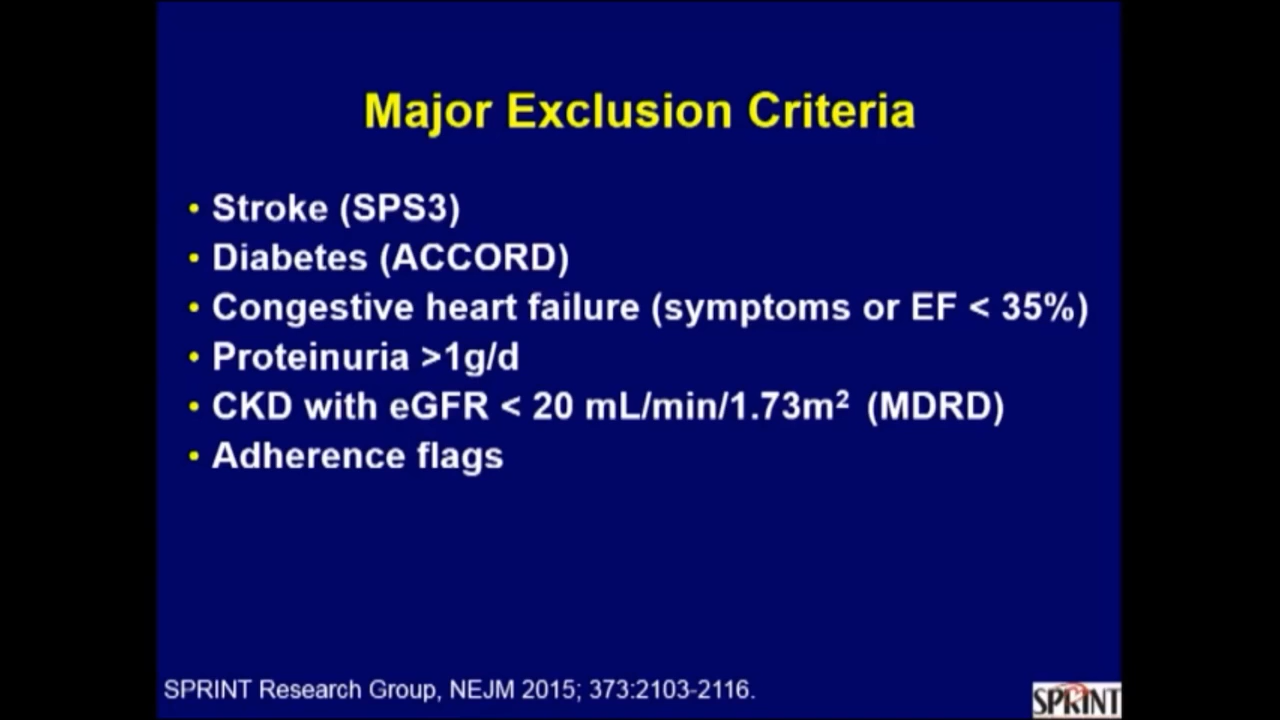 Major Exclusion Criteria
• Stroke (SPS3)
• Diabetes (ACCORD)
• Congestive heart failure (symptoms or EF < 35%)
• Proteinuria >1g/d
• CKD with eGFR < 20 mL/min/1.73m² (MDRD)
• Adherence flags
SPRINT Research Group, NEJM 2015; 373:2103-2116.
SPRINT